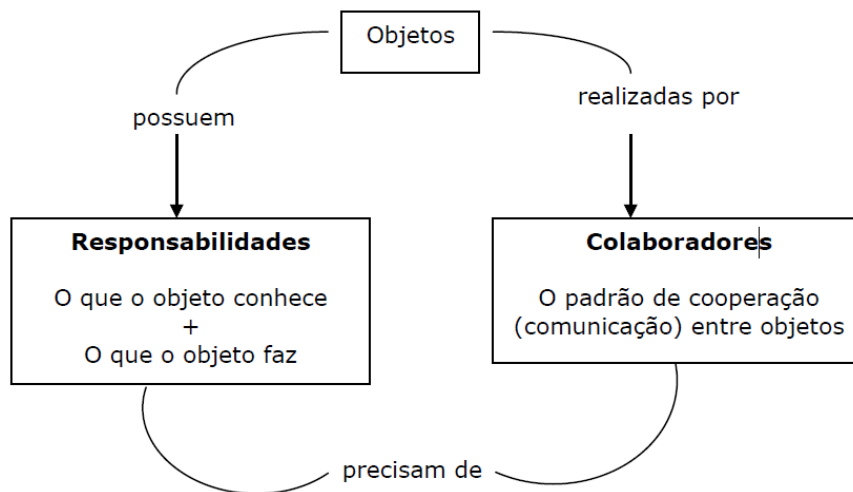 Objetos
possuem
realizadas por
Responsabilidades
O que o objeto conhece
+
O que o objeto faz
Colaboradores
O padrão de cooperação
(comunicação) entre objetos
precisam de